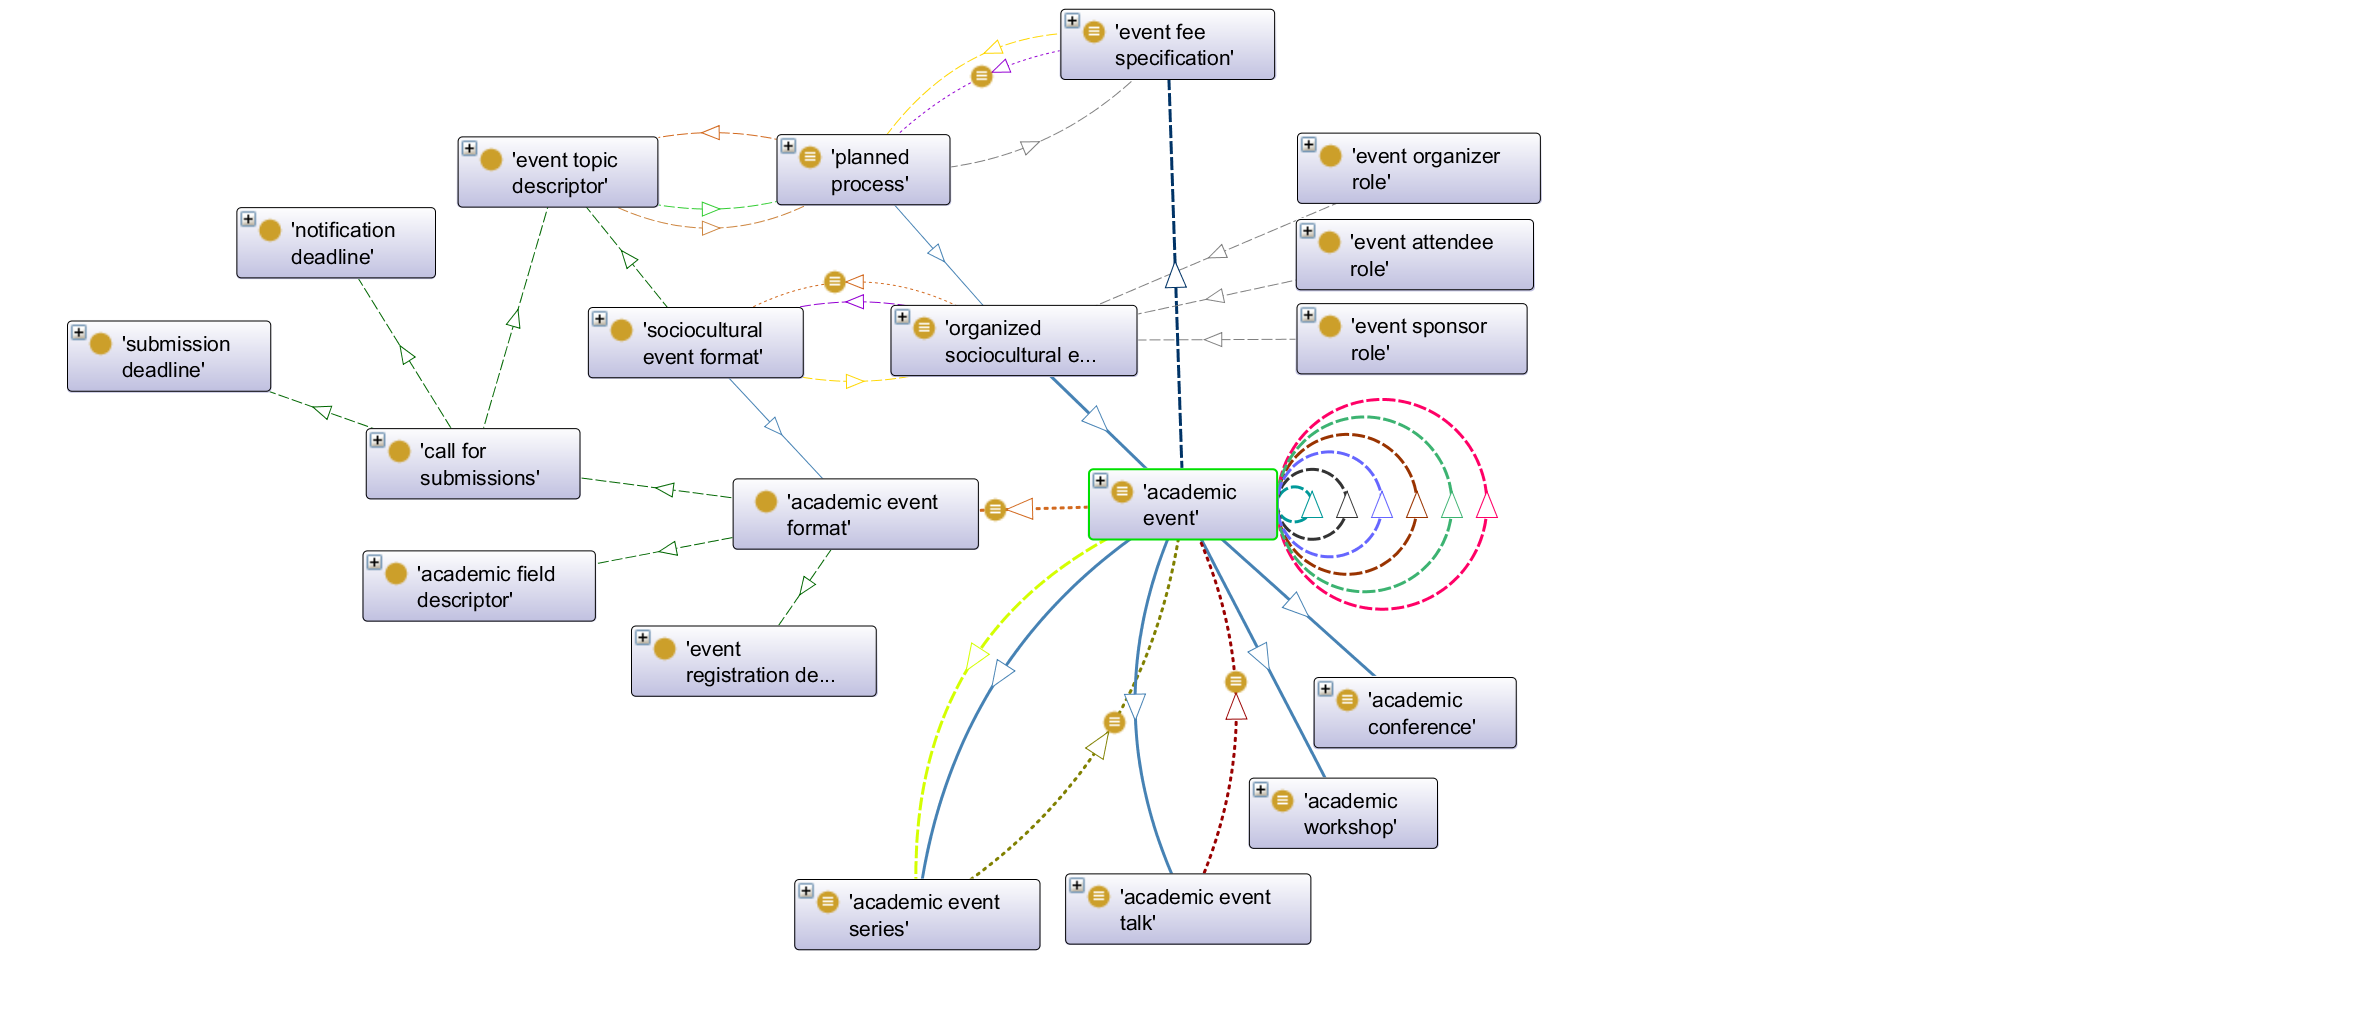 'event fee
specification'
'event topic
descriptor'
'planned
process'
'event organizer
role'
'notification
deadline'
'event attendee
role'
'submission
deadline'
'sociocultural
event format'
'organized
sociocultural e...
'event sponsor
role'
'call for
submissions'
'academic event
format'
'academic
event'
'academic field
descriptor'
'event
registration de...
'academic
conference'
'academic
workshop'
'academic event
series'
'academic event
talk'